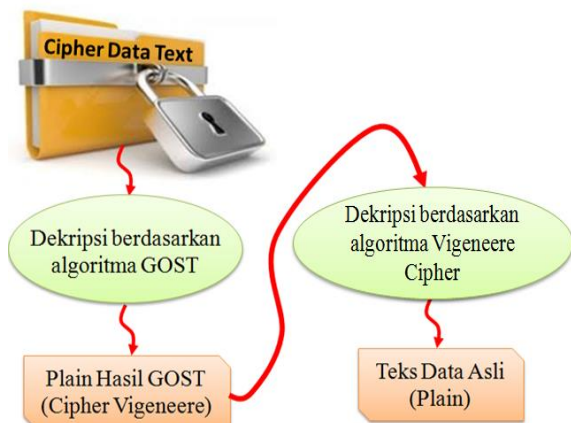 Cipher Data Text
Dekripsi berdasarkan
algoritma GOST
Plain Hasil GOST
(Cipher Vigeneere)
Dekripsi berdasarkan
algoritma Vigeneere
Cipher
Teks Data Asli
(Plain)